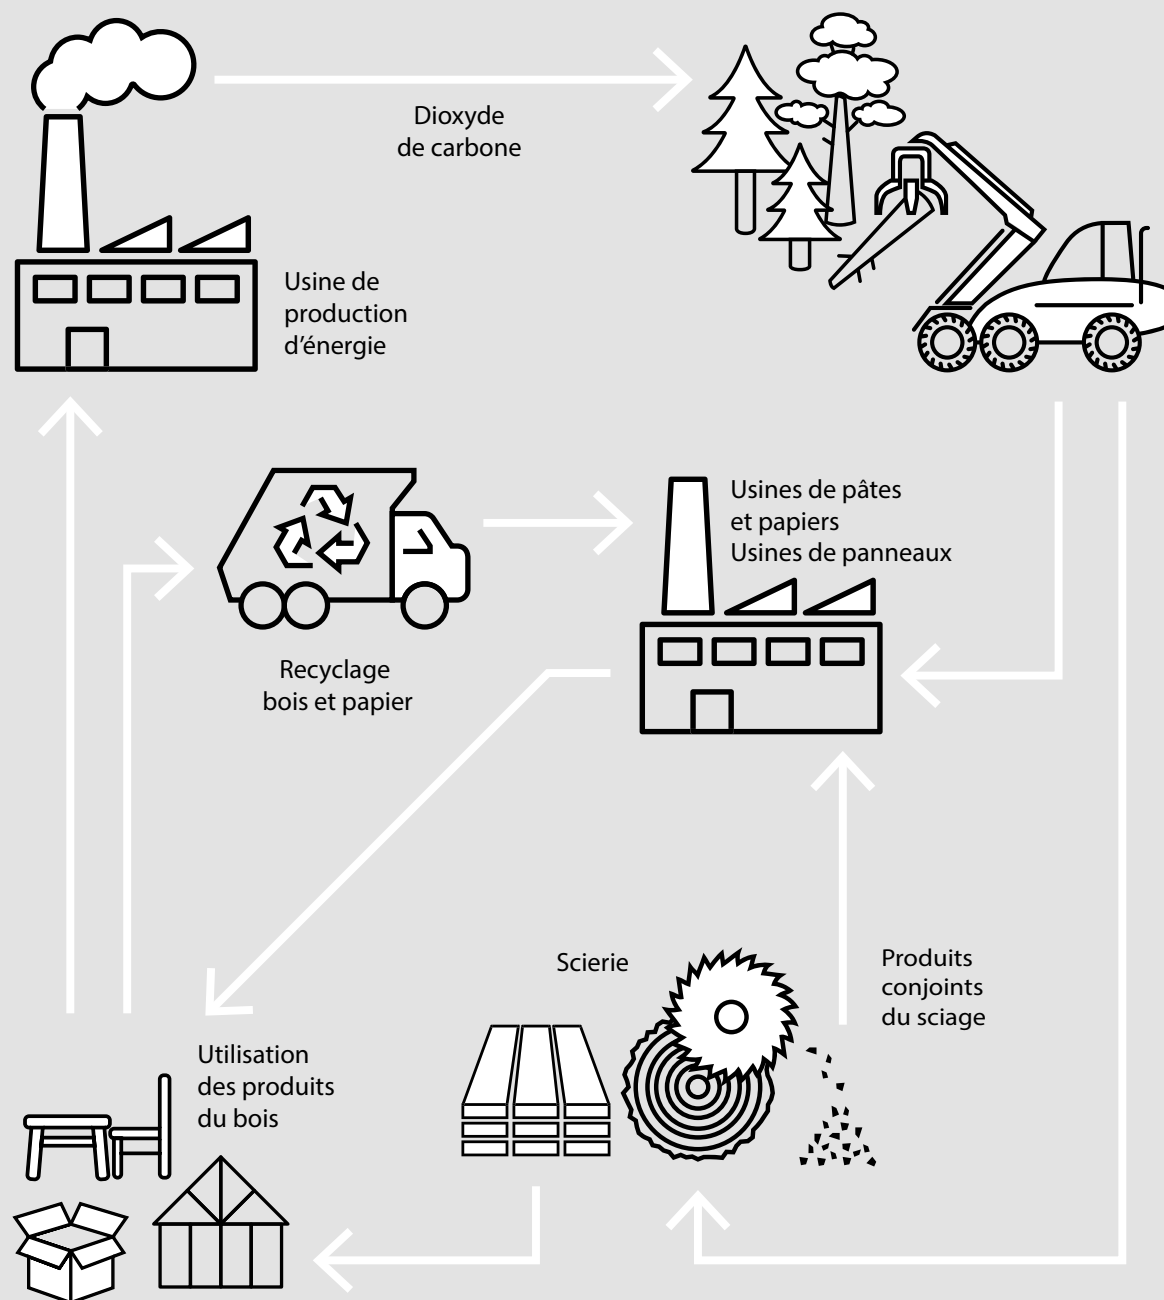 Dioxyde
de carbone
Usine de
production
d’énergie
Usines de pâtes
et papiers
Usines de panneaux
Recyclage
bois et papier
Scierie
Produits
conjoints
du sciage
Utilisation
des produits
du bois